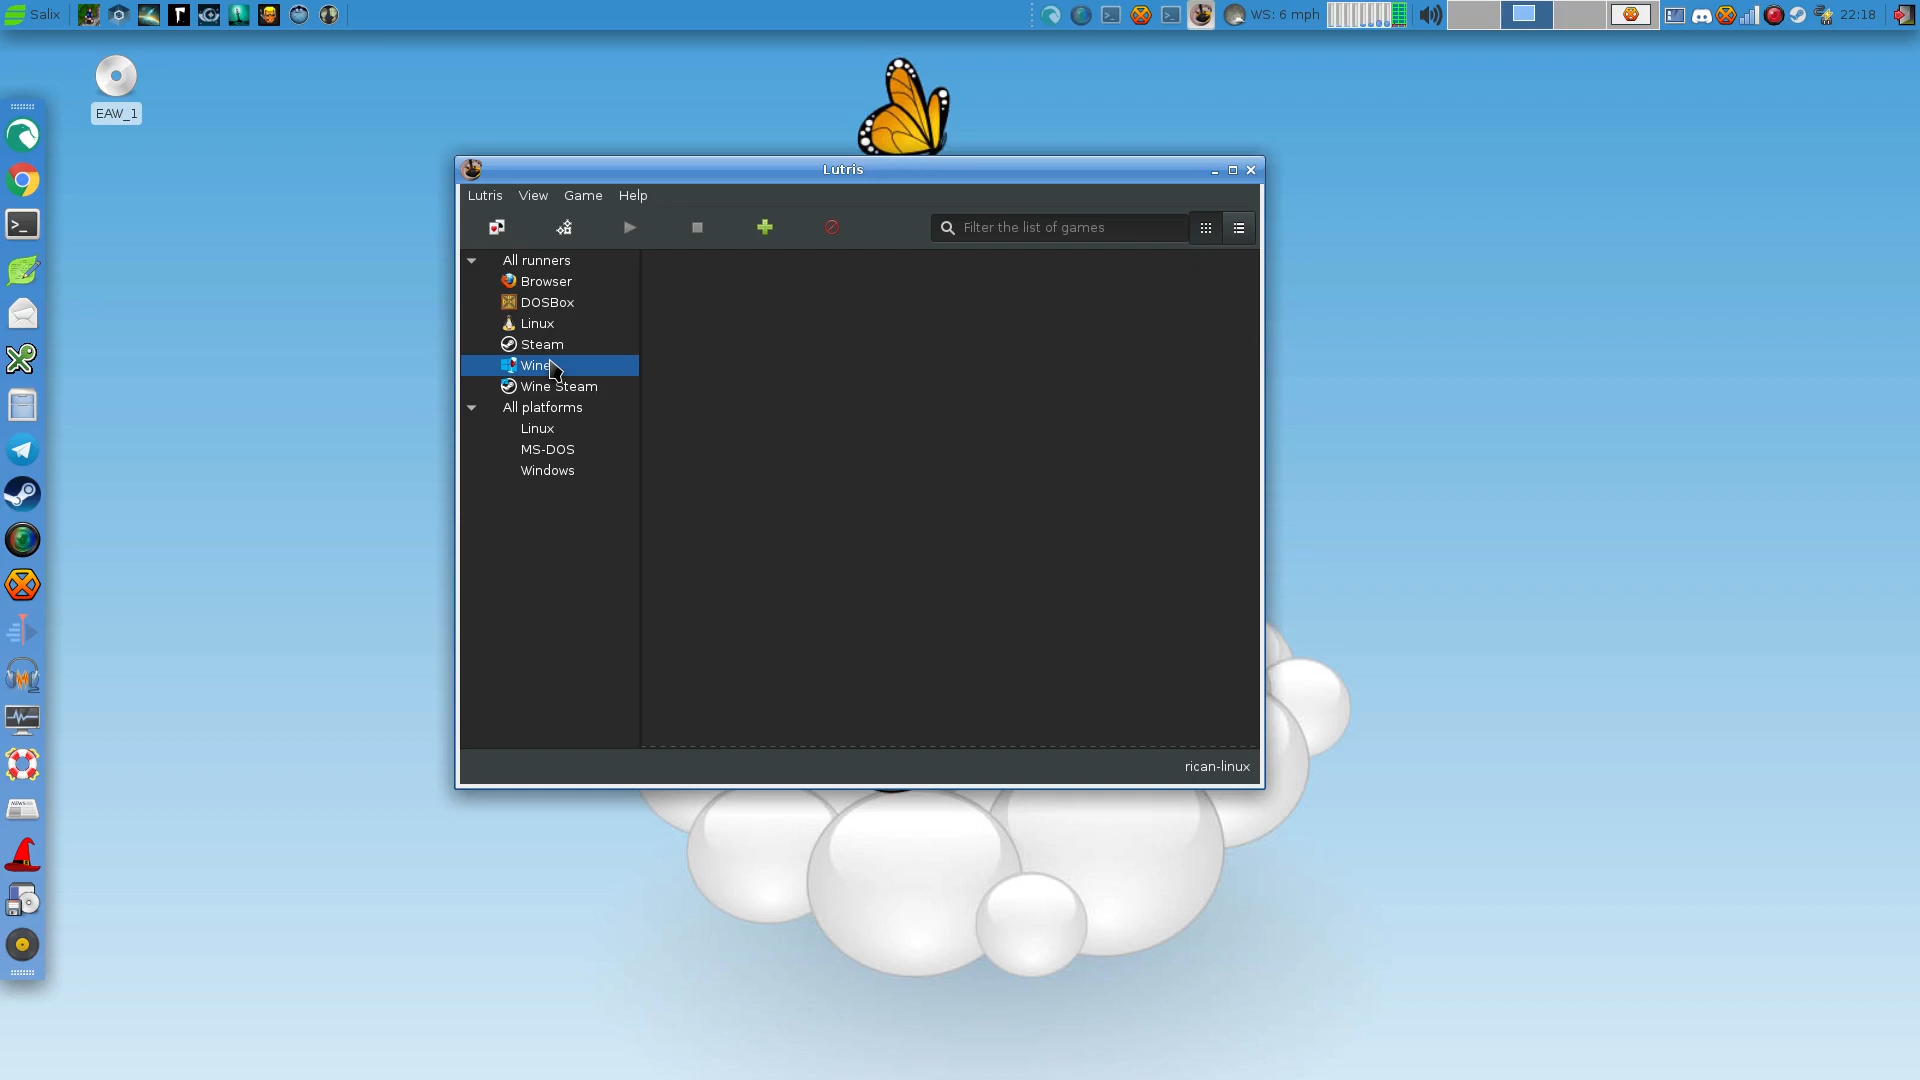 Salix
WS: 6 mph
22:18
EAW_1
Lutris
Lutris View Game Help
Filter the list of games
All runners
Browser
DOSBox
Linux
Steam
Wine
Wine Steam
All platforms
Linux
MS-DOS
Windows
rican-linux
NEWS